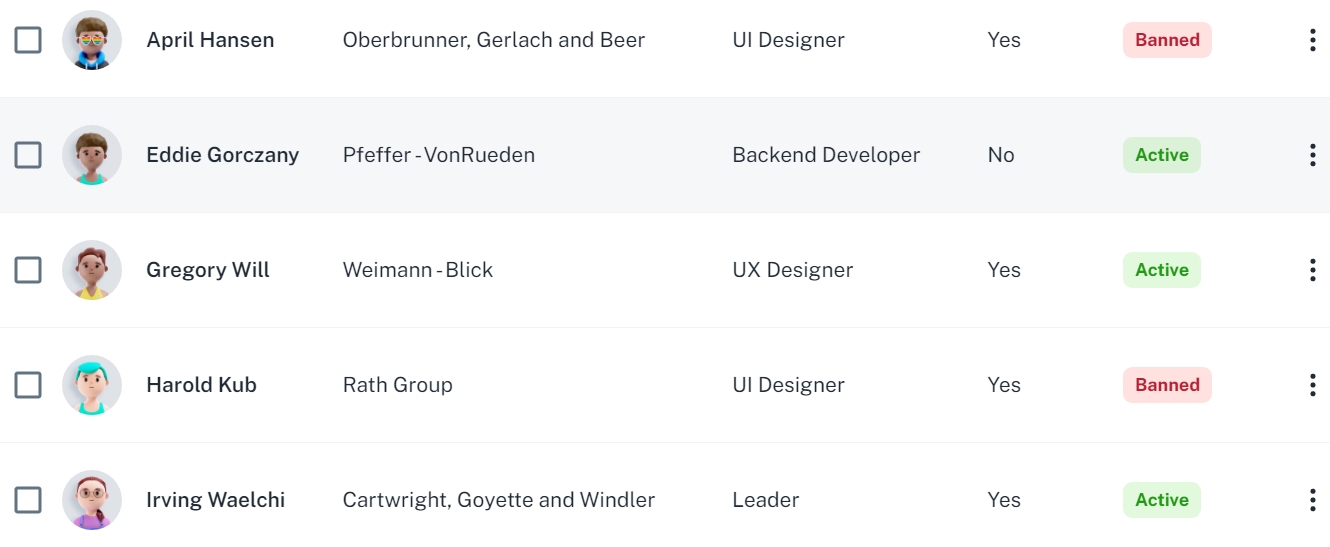 April Hansen Oberbrunner, Gerlach and Beer UI Designer Yes Banned
Eddie Gorczany Pfeffer - VonRueden Backend Developer No Active
Gregory Will Weimann - Blick UX Designer Yes Active
Harold Kub Rath Group UI Designer Yes Banned
Irving Waelchi Cartwright, Goyette and Windler Leader Yes Active